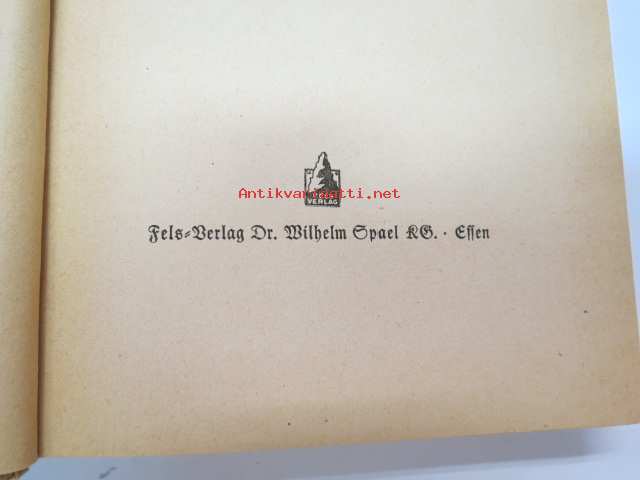 Antikvariaatti.net
VERLAG
Fels-Verlag Dr. Wilhelm Spael KG. · Essen